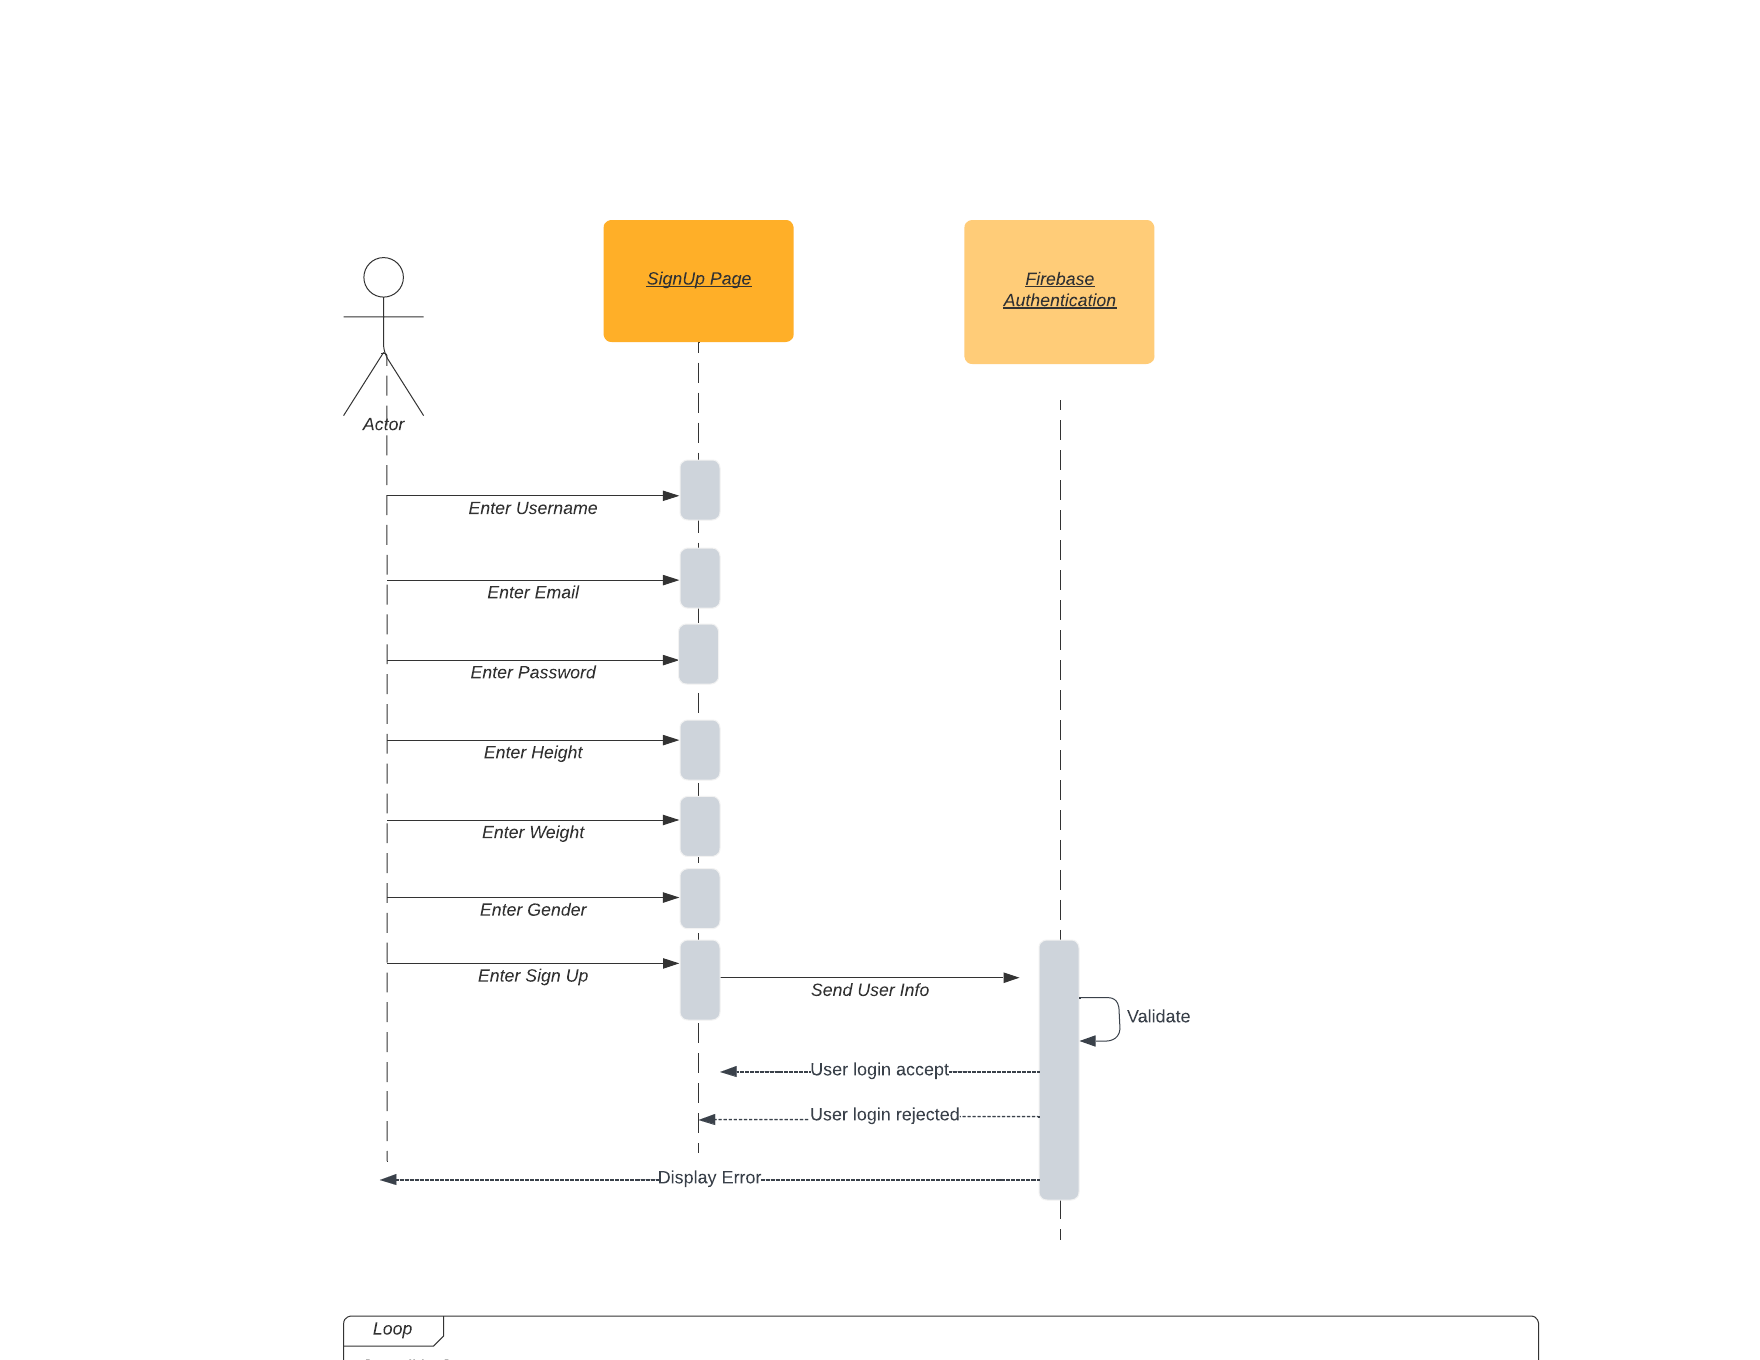 SignUp Page
Firebase
Authentication
Actor
Enter Username
Enter Email
Enter Password
Enter Height
Enter Weight
Enter Gender
Enter Sign Up
Send User Info
Validate
User login accept
User login rejected
Display Error
Loop